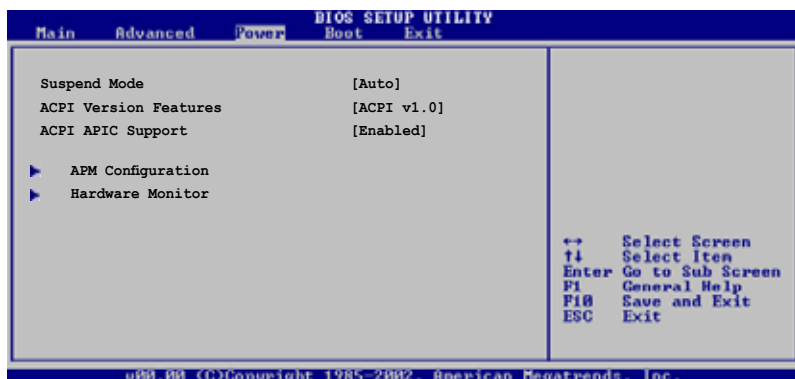 BIOS SETUP UTILITY
Main Advanced Power Boot Exit
Suspend Mode [Auto]
ACPI Version Features [ACPI v1.0]
ACPI APIC Support [Enabled]
APM Configuration
Hardware Monitor
↔ Select Screen
↑↓ Select Item
Enter Go to Sub Screen
F1 General Help
F10 Save and Exit
ESC Exit
v00.00 (C)Copyright 1985-2002, American Megatrends, Inc.